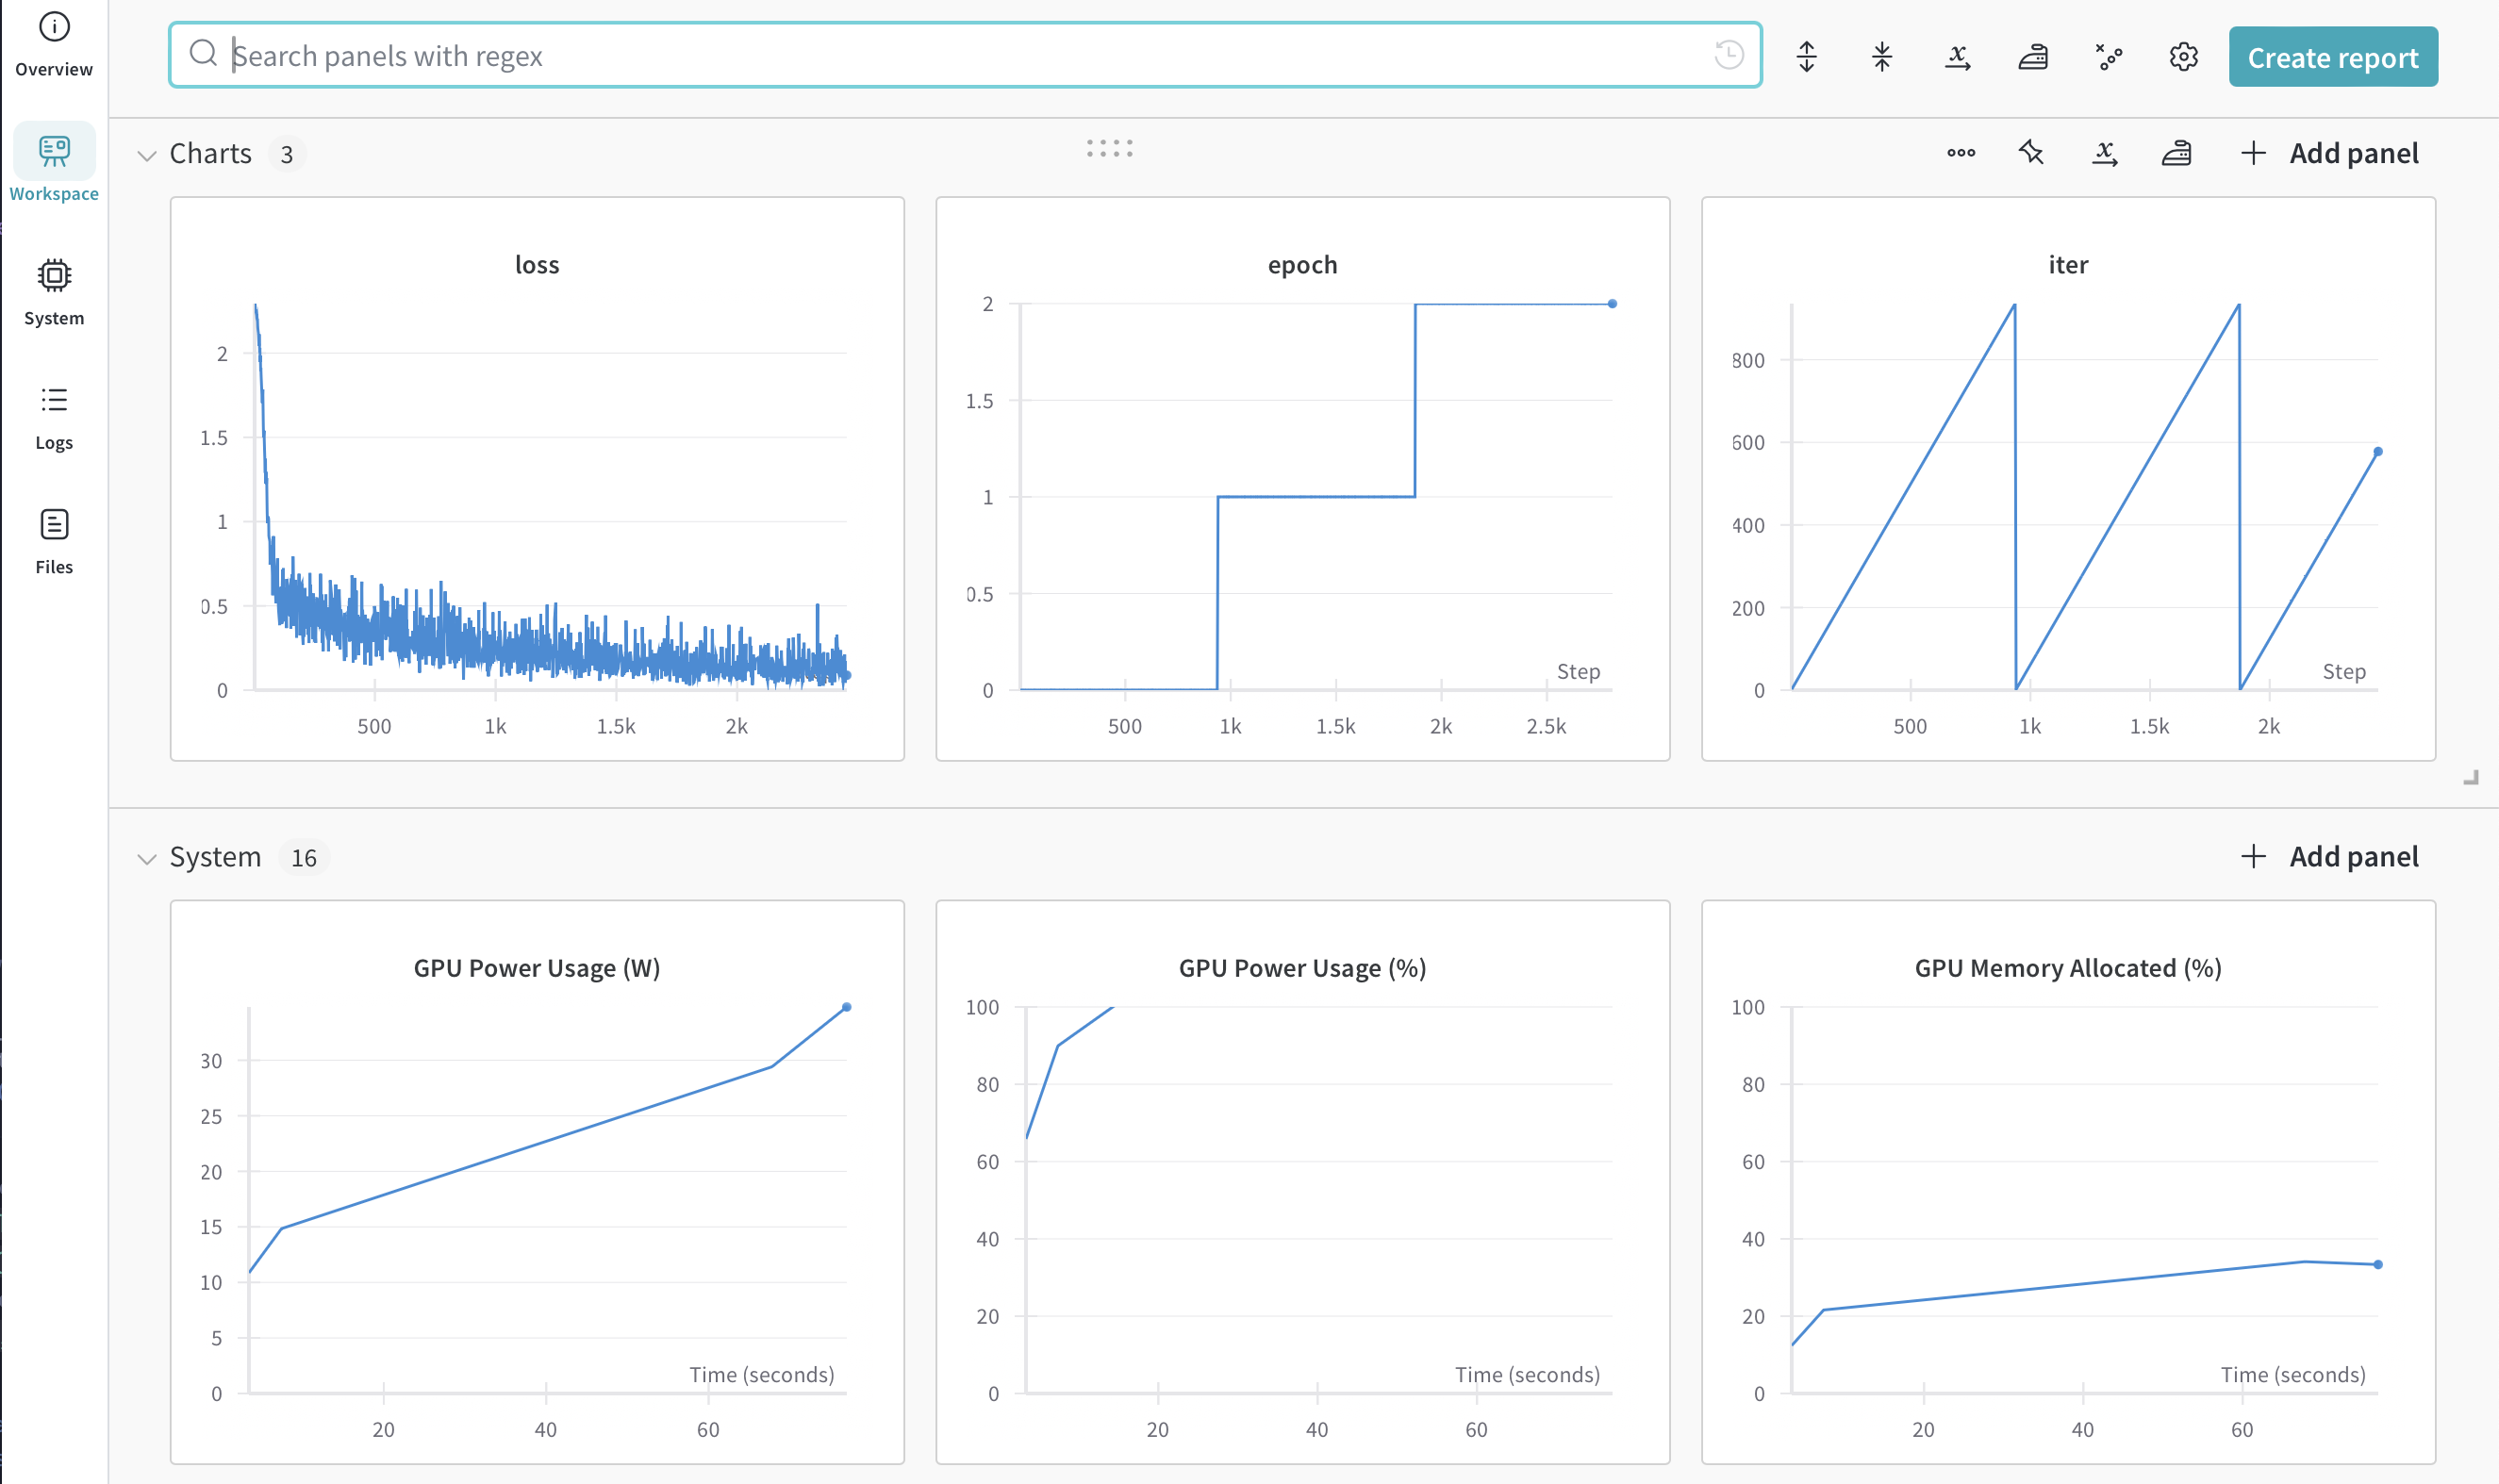 Overview
Workspace
System
Logs
Files
Search panels with regex
Create report
Charts 3
Add panel
loss
2
1.5
1
0.5
0
500 1k 1.5k 2k
epoch
2
1.5
1
0.5
0
Step
500 1k 1.5k 2k 2.5k
iter
800
600
400
200
0
Step
500 1k 1.5k 2k
System 16
Add panel
GPU Power Usage (W)
30
25
20
15
10
5
0
Time (seconds)
20 40 60
GPU Power Usage (%)
100
80
60
40
20
0
Time (seconds)
20 40 60
GPU Memory Allocated (%)
100
80
60
40
20
0
Time (seconds)
20 40 60